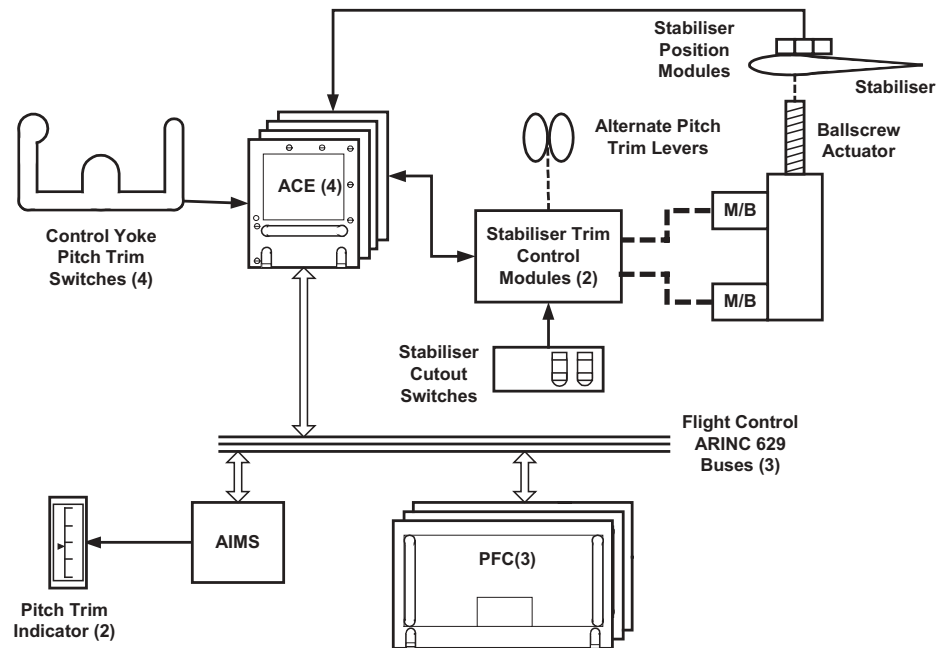 Stabiliser
Position
Modules
Stabiliser
Alternate Pitch
Trim Levers
Ballscrew
Actuator
ACE (4)
M/B
Control Yoke
Pitch Trim
Switches (4)
Stabiliser Trim
Control
Modules (2)
M/B
Stabiliser
Cutout
Switches
Flight Control
ARINC 629
Buses (3)
AIMS
PFC(3)
Pitch Trim
Indicator (2)